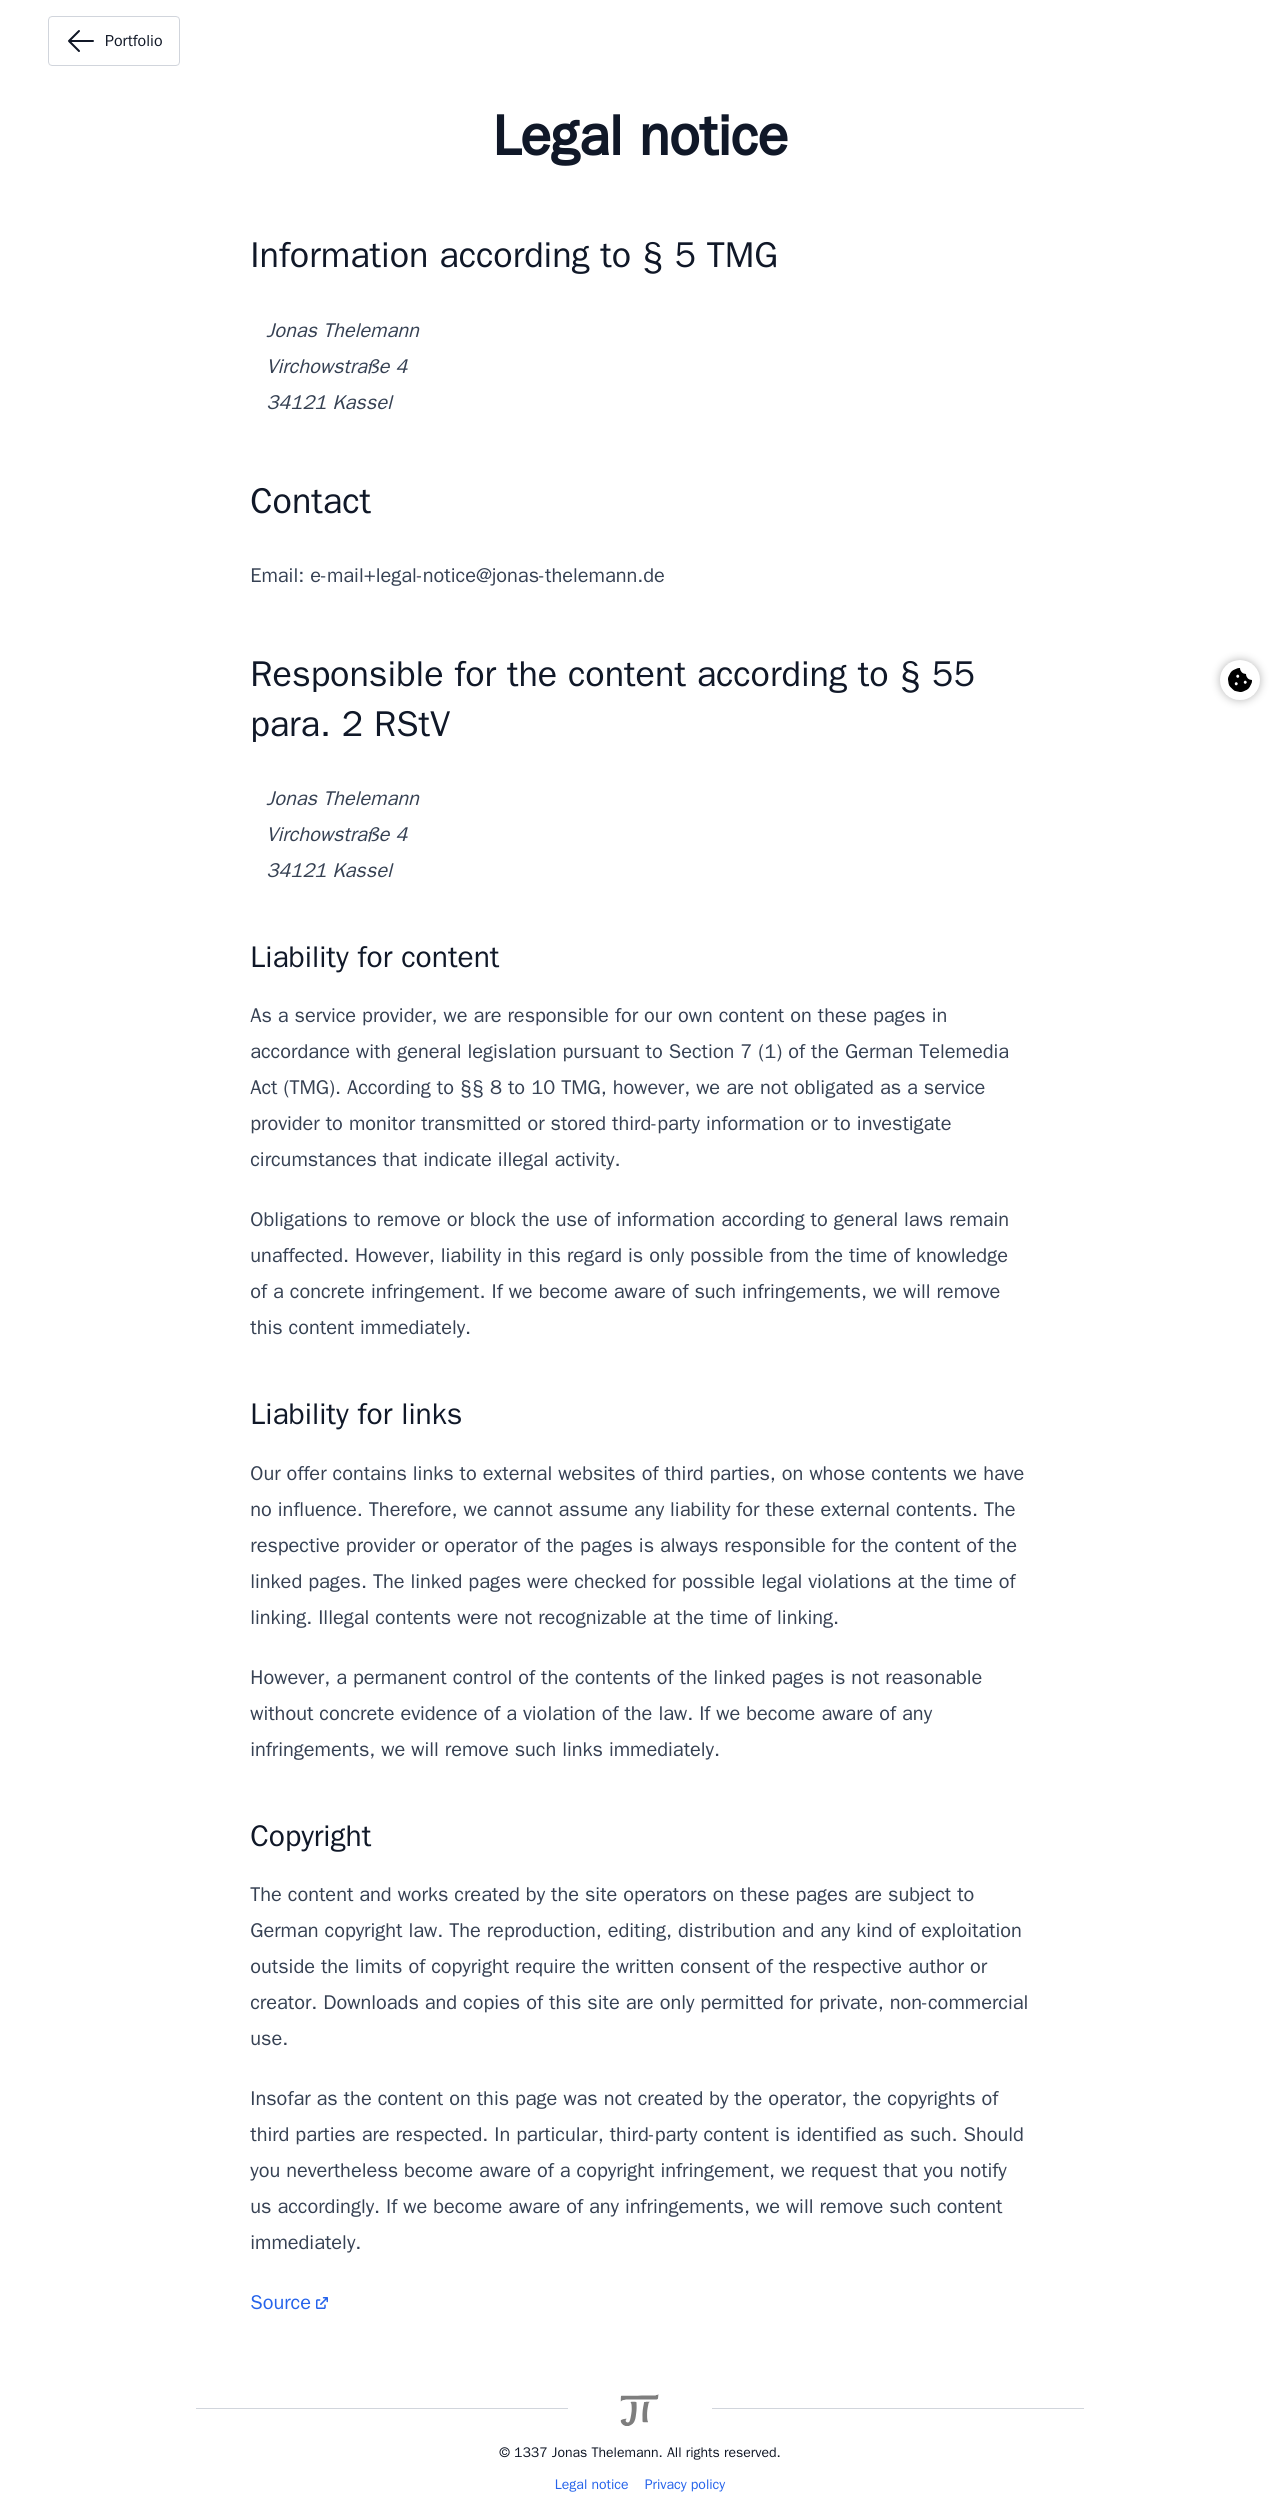 Portfolio
Legal notice
Information according to § 5 TMG
Jonas Thelemann
Virchowstraße 4
34121 Kassel
Contact
Email: e-mail+legal-notice@jonas-thelemann.de
Responsible for the content according to § 55
para. 2 RStV
Jonas Thelemann
Virchowstraße 4
34121 Kassel
Liability for content
As a service provider, we are responsible for our own content on these pages in
accordance with general legislation pursuant to Section 7 (1) of the German Telemedia
Act (TMG). According to §§ 8 to 10 TMG, however, we are not obligated as a service
provider to monitor transmitted or stored third-party information or to investigate
circumstances that indicate illegal activity.
Obligations to remove or block the use of information according to general laws remain
unaffected. However, liability in this regard is only possible from the time of knowledge
of a concrete infringement. If we become aware of such infringements, we will remove
this content immediately.
Liability for links
Our offer contains links to external websites of third parties, on whose contents we have
no influence. Therefore, we cannot assume any liability for these external contents. The
respective provider or operator of the pages is always responsible for the content of the
linked pages. The linked pages were checked for possible legal violations at the time of
linking. Illegal contents were not recognizable at the time of linking.
However, a permanent control of the contents of the linked pages is not reasonable
without concrete evidence of a violation of the law. If we become aware of any
infringements, we will remove such links immediately.
Copyright
The content and works created by the site operators on these pages are subject to
German copyright law. The reproduction, editing, distribution and any kind of exploitation
outside the limits of copyright require the written consent of the respective author or
creator. Downloads and copies of this site are only permitted for private, non-commercial
use.
Insofar as the content on this page was not created by the operator, the copyrights of
third parties are respected. In particular, third-party content is identified as such. Should
you nevertheless become aware of a copyright infringement, we request that you notify
us accordingly. If we become aware of any infringements, we will remove such content
immediately.
Source
JT
© 1337 Jonas Thelemann. All rights reserved.
Legal notice Privacy policy